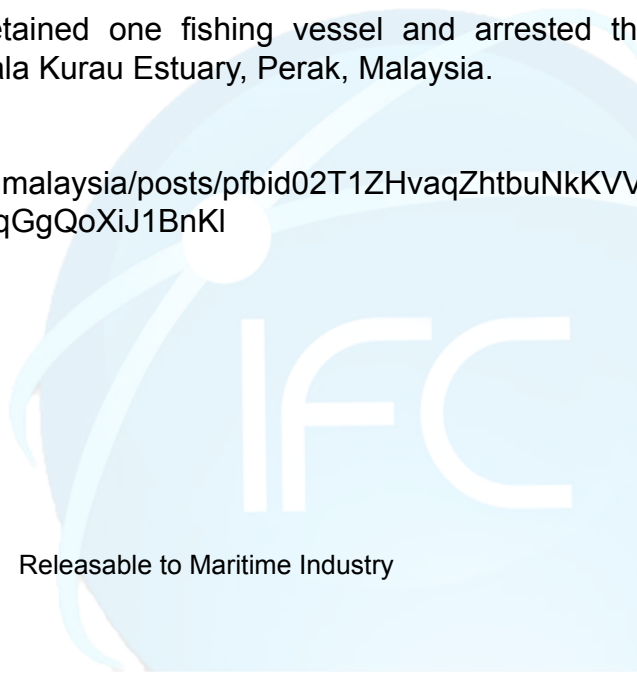 etained one fishing vessel and arrested th
ala Kurau Estuary, Perak, Malaysia.
malaysia/posts/pfbid02T1ZHvaqZhtbuNkKVV
qGgQoXiJ1BnKl
IFC
Releasable to Maritime Industry